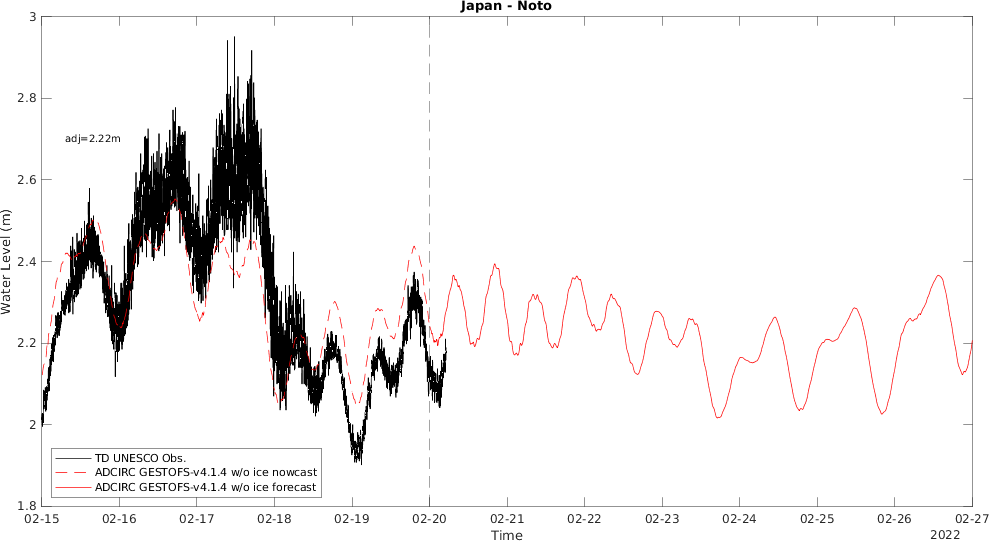 Japan - Noto
3
2.8
2.6
2.4
2.2
2
1.8
Water Level (m)
adj=2.22m
TD UNESCO Obs.
ADCIRC GESTOFS-v4.1.4 w/o ice nowcast
ADCIRC GESTOFS-v4.1.4 w/o ice forecast
02-15 02-16 02-17 02-18 02-19 02-20 02-21 02-22 02-23 02-24 02-25 02-26 02-27
Time
2022